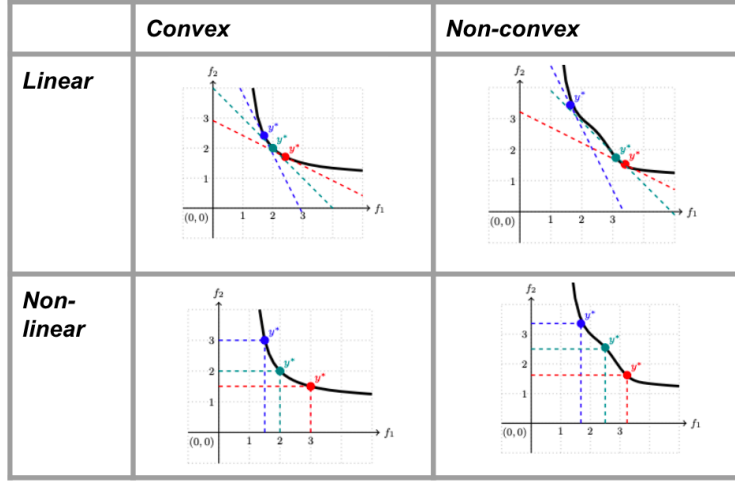 Convex Non-convex
Linear
f₂
3
2
1
(0, 0) 1 2 3 f₁
y* y* y*
f₂
3
2
1
(0, 0) 1 2 3 f₁
y* y* y*
Non-
linear
f₂
3
2
1
(0, 0) 1 2 3 f₁
y* y* y*
f₂
3
2
1
(0, 0) 1 2 3 f₁
y* y* y*